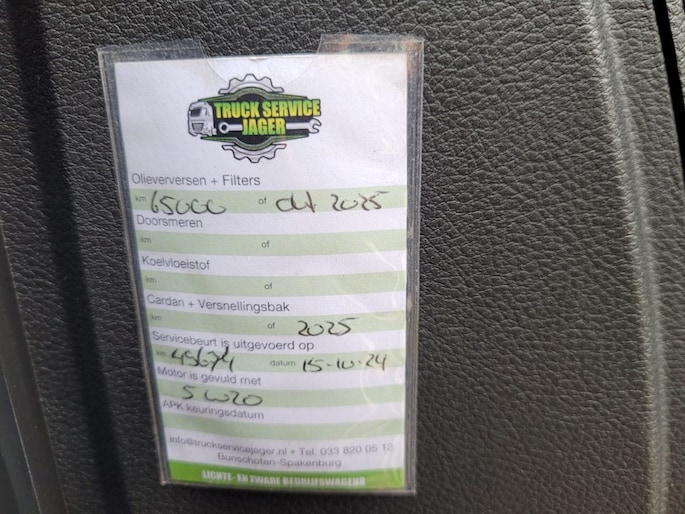 TRUCK SERVICE
JAGER
Olieverversen + Filters
km 65000 of okt 2025
Doorsmeren
km of
Koelvloeistof
km of
Cardan + Versnellingsbak
km of 2025
Servicebeurt is uitgevoerd op
km 45674 datum 15-10-24
Motor is gevuld met
5W20
APK keuringsdatum
info@truckservicejager.nl • Tel. 033 820 05 12
Bunschoten-Spakenburg
LICHTE- EN ZWARE BEDRIJFSWAGENS